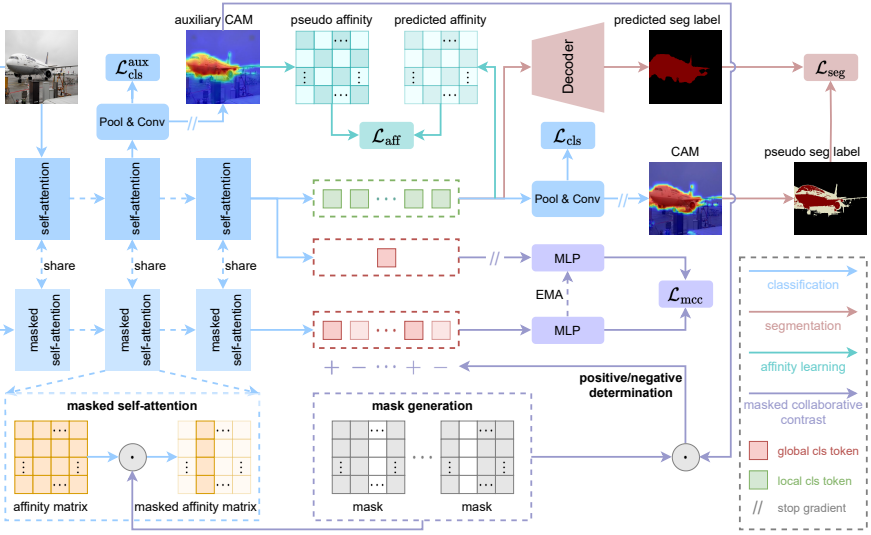 auxiliary CAM
pseudo affinity
predicted affinity
predicted seg label
ℒ_cls^aux
Pool & Conv
ℒ_aff
Decoder
ℒ_seg
ℒ_cls
CAM
pseudo seg label
self-attention
self-attention
self-attention
Pool & Conv
share
share
share
MLP
EMA
MLP
ℒ_mcc
masked
self-attention
masked
self-attention
masked
self-attention
+ − ⋯ + −
positive/negative
determination
masked self-attention
affinity matrix
masked affinity matrix
mask generation
mask
mask
classification
segmentation
affinity learning
masked collaborative
contrast
global cls token
local cls token
// stop gradient